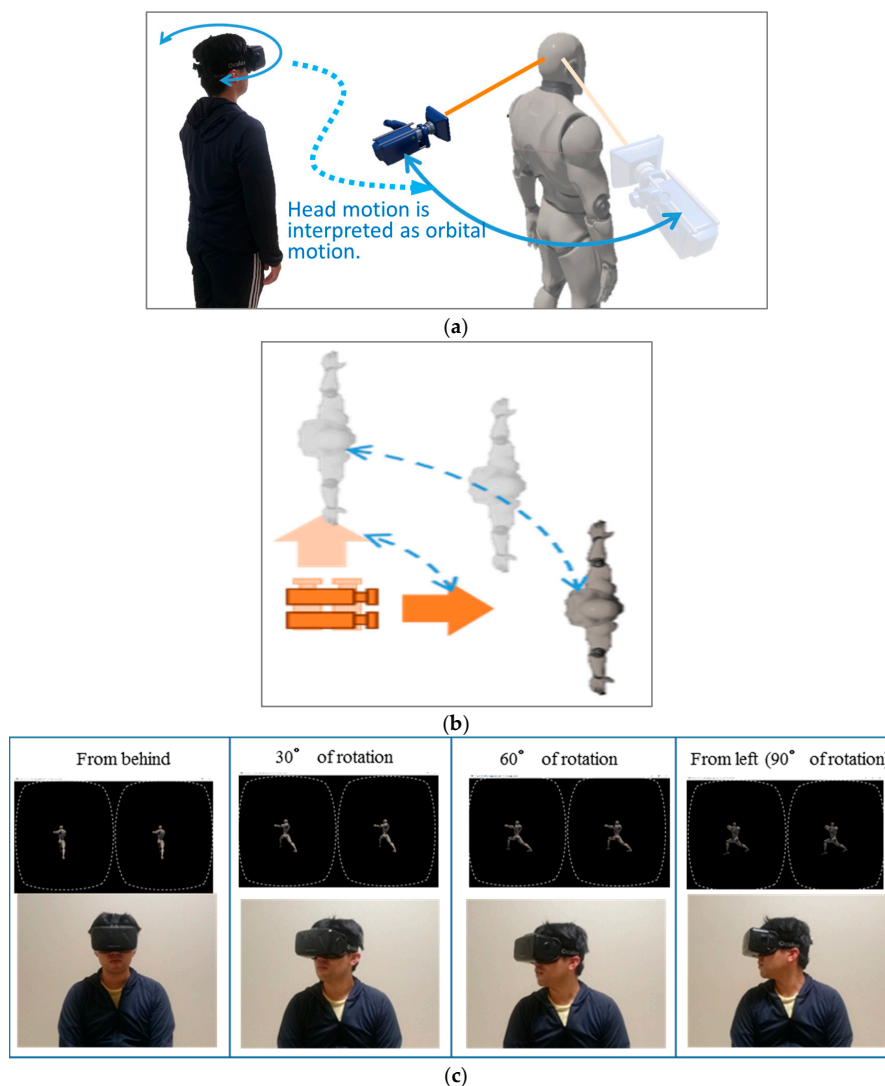 Oculus
Head motion is
interpreted as orbital
motion.
(a)
(b)
From behind
30° of rotation
60° of rotation
From left (90° of rotation)
(c)